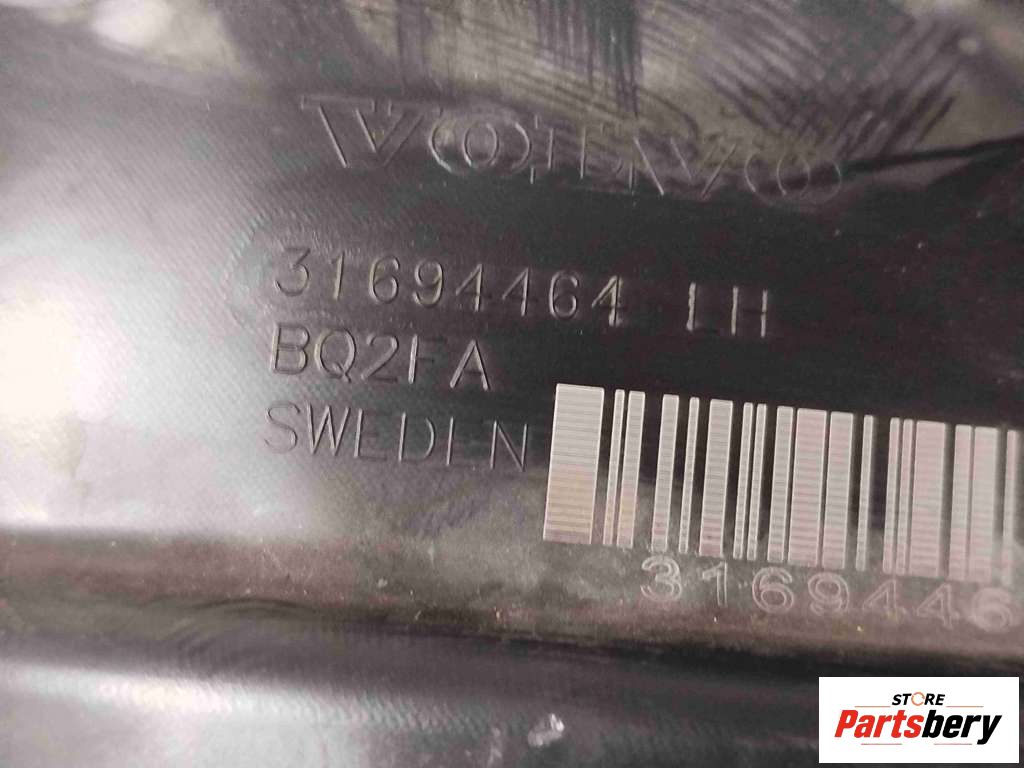 VOLVO
31694464 LH
BQ2FA
SWEDEN
3169446
STORE
Partsbery